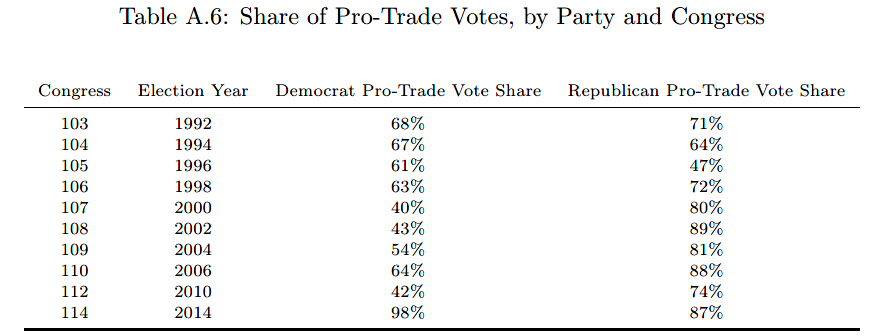 Table A.6: Share of Pro-Trade Votes, by Party and Congress
Congress Election Year Democrat Pro-Trade Vote Share Republican Pro-Trade Vote Share
103 1992 68% 71%
104 1994 67% 64%
105 1996 61% 47%
106 1998 63% 72%
107 2000 40% 80%
108 2002 43% 89%
109 2004 54% 81%
110 2006 64% 88%
112 2010 42% 74%
114 2014 98% 87%